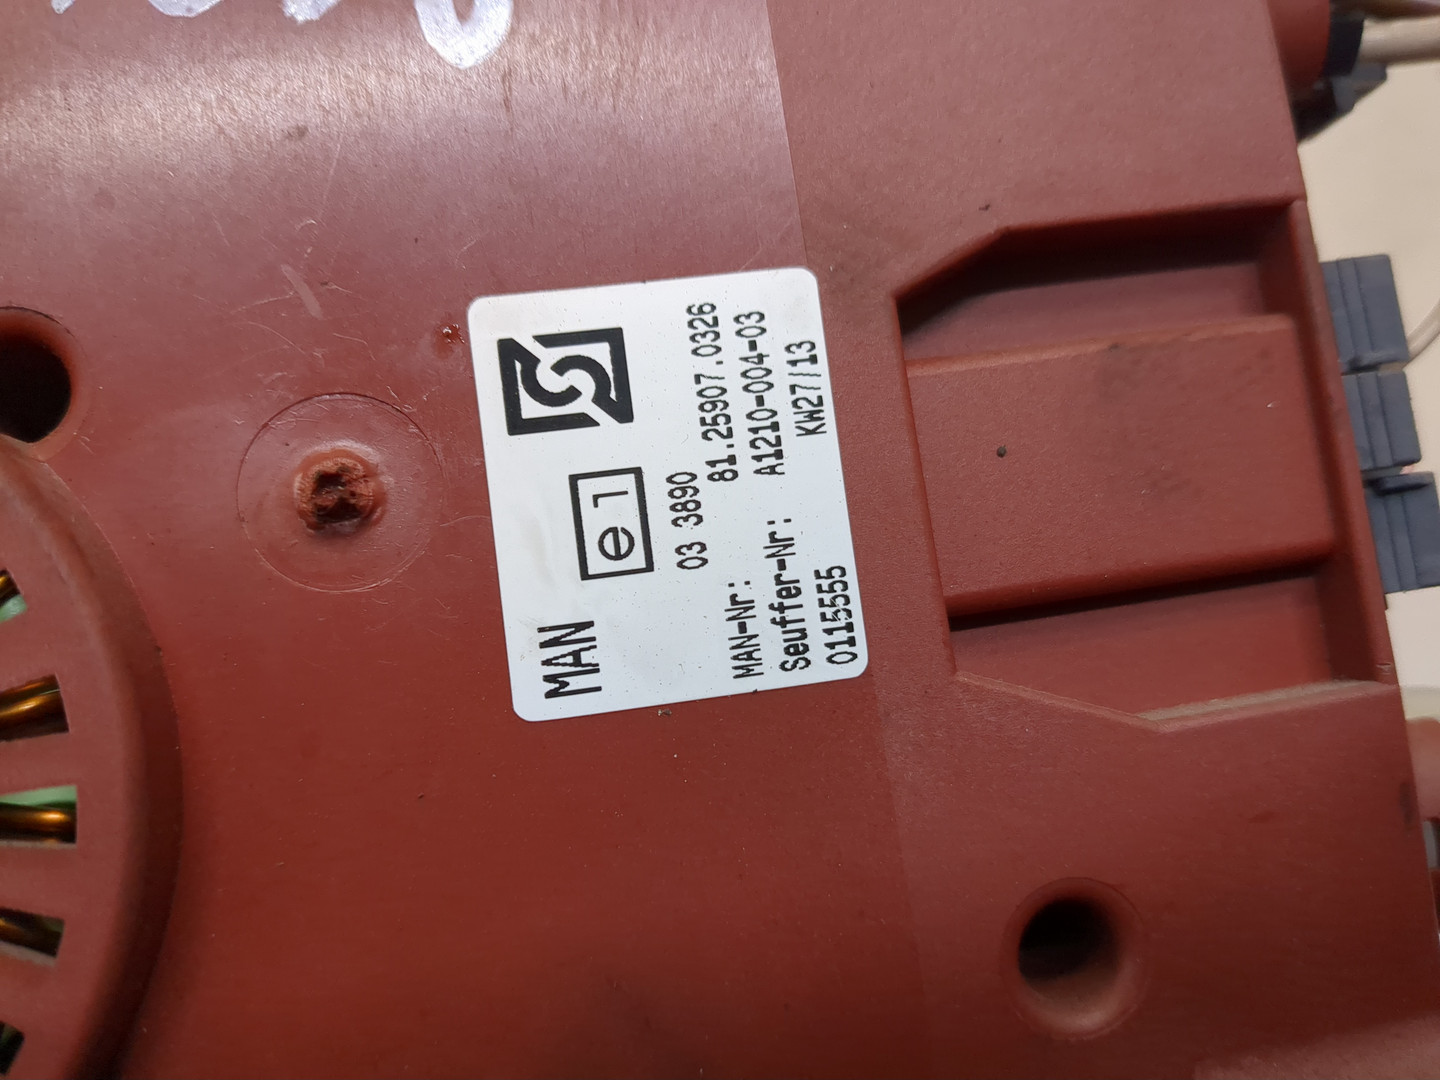 MAN
e1
03 3890
MAN-Nr: 81.25907.0326
Seuffer-Nr: A1210-004-03
0115555 KW27/13